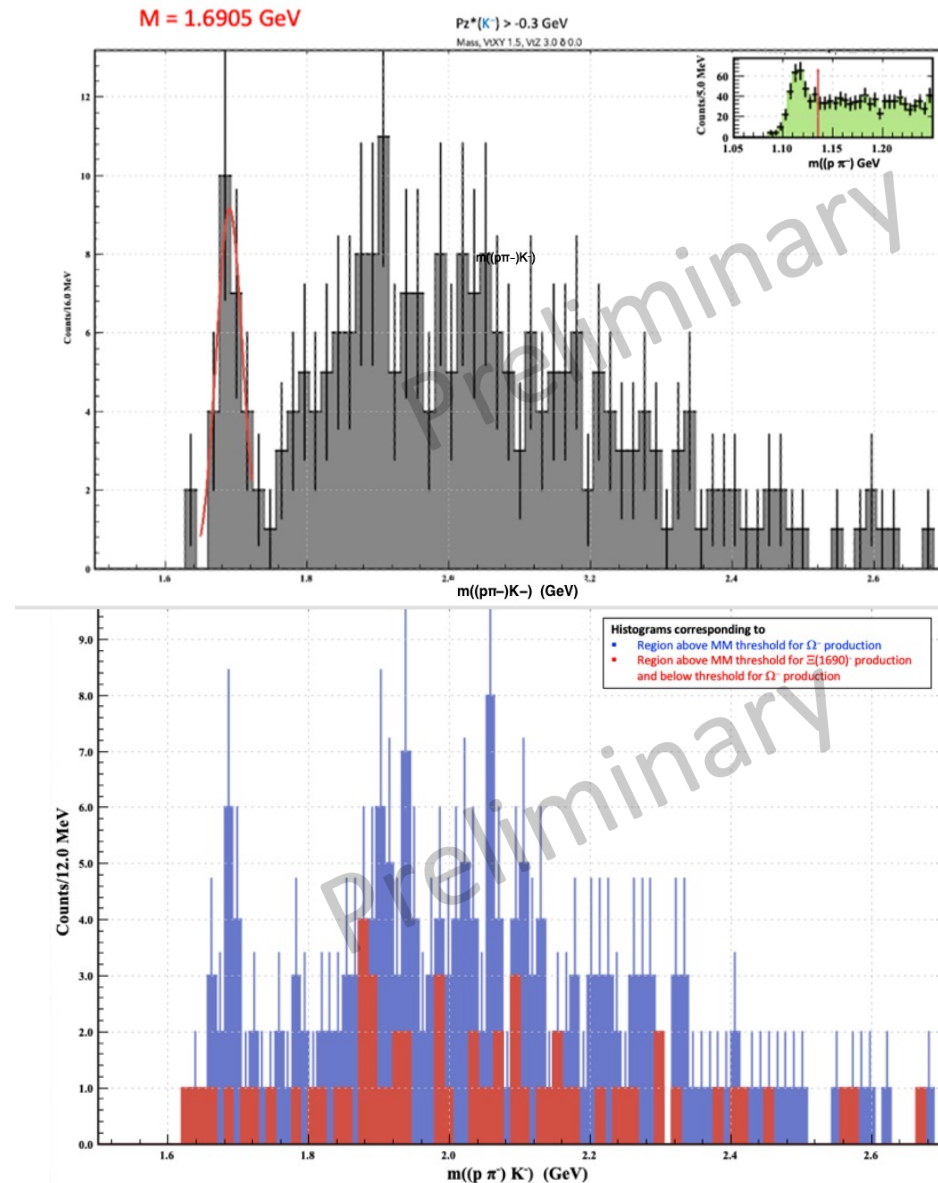 M = 1.6905 GeV
Pz*(K⁻) > -0.3 GeV
Mass, VtXY 1.5, VtZ 3.0 δ 0.0
Counts/16.0 MeV
12
10
8
6
4
2
0
1.6
1.8
2.0
2.2
2.4
2.6
m((pπ–)K–) (GeV)
m((pπ–)K⁻)
Counts/5.0 MeV
60
40
20
0
1.05
1.10
1.15
1.20
m((p π⁻) GeV
Preliminary
Histograms corresponding to
Region above MM threshold for Ω⁻ production
Region above MM threshold for Ξ(1690)⁻ production
and below threshold for Ω⁻ production
Counts/12.0 MeV
9.0
8.0
7.0
6.0
5.0
4.0
3.0
2.0
1.0
0.0
1.6
1.8
2.0
2.2
2.4
2.6
m((p π⁻) K⁻) (GeV)
Preliminary